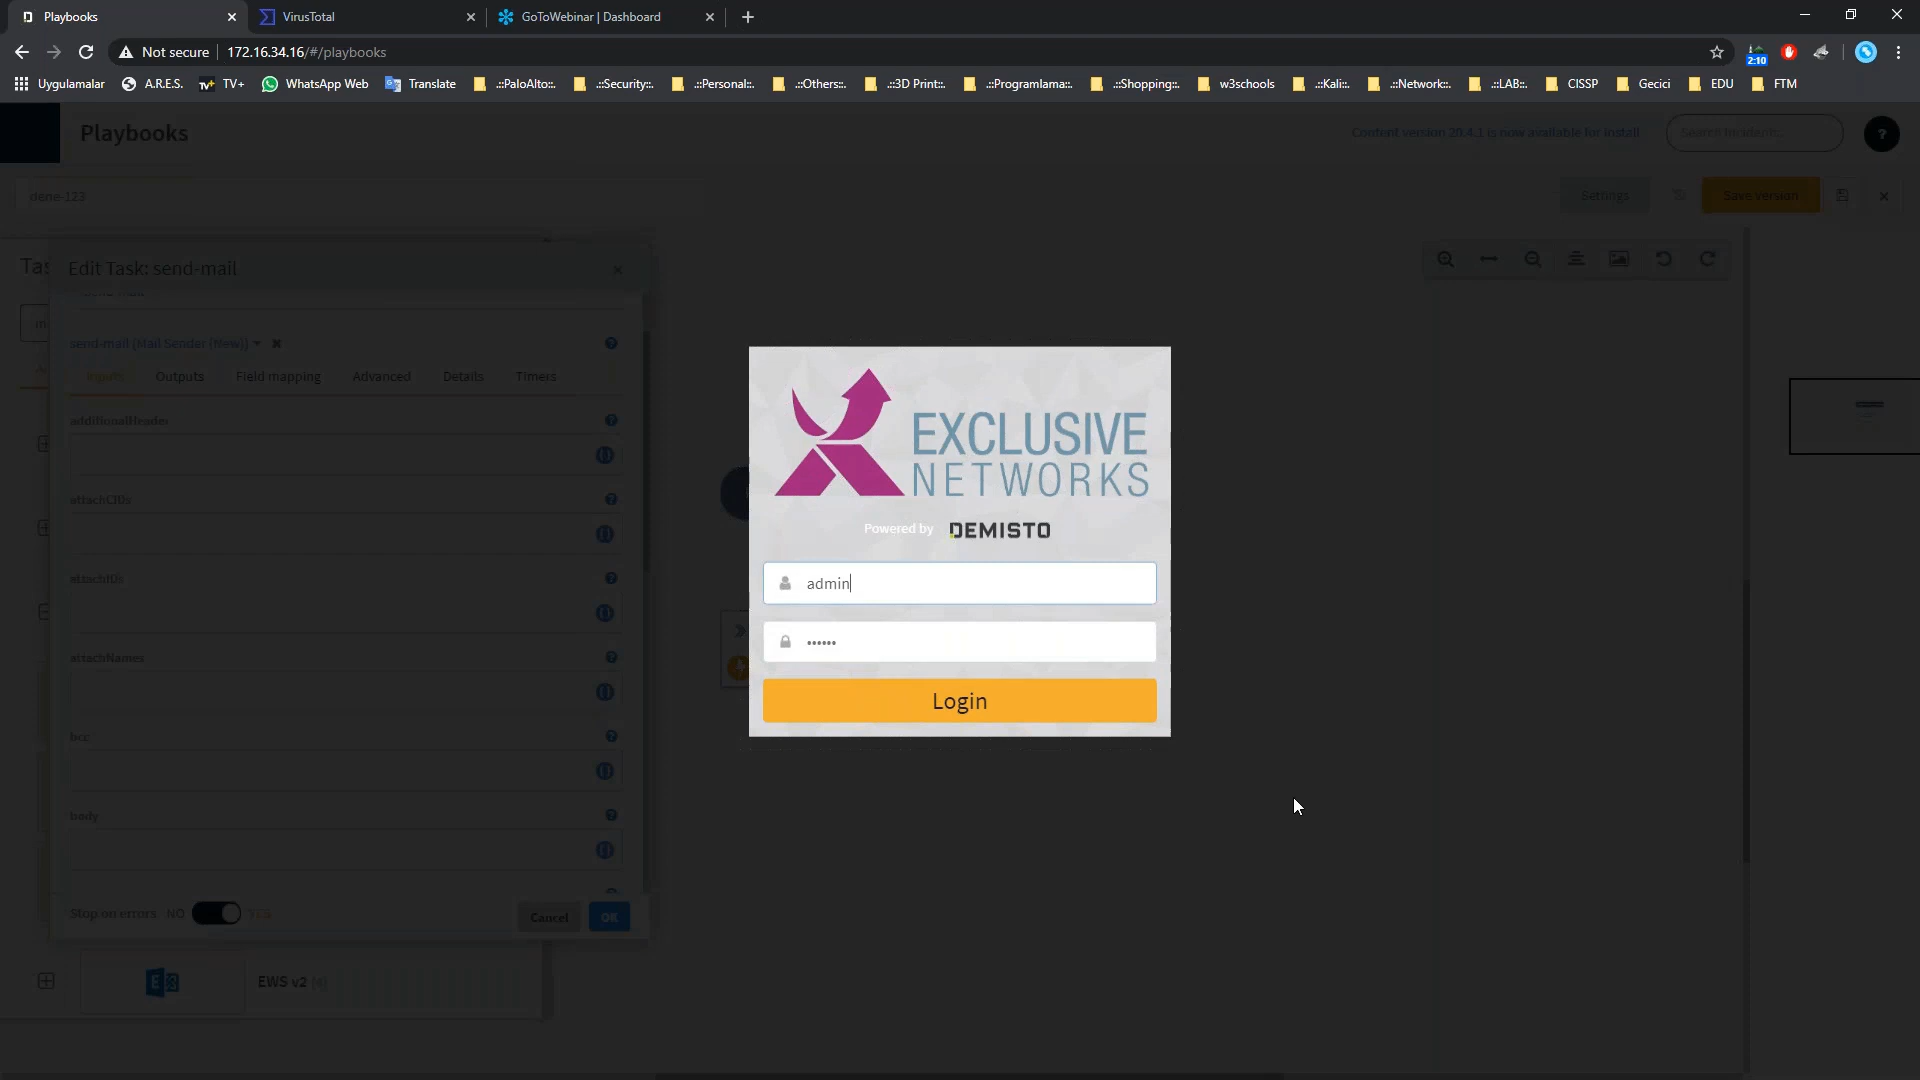 Playbooks
VirusTotal
GoToWebinar | Dashboard
Not secure
172.16.34.16/#/playbooks
2:10
Uygulamalar
A.R.E.S.
TV+
WhatsApp Web
Translate
.::PaloAlto::.
.::Security::.
.::Personal::.
.::Others::.
.::3D Print::.
.::Programlama::.
.::Shopping::.
w3schools
.::Kali::.
.::Network::.
.::LAB::.
CISSP
Gecici
EDU
FTM
Playbooks
Content version 20.4.1 is now available for install
Search incidents
deme-123
Settings
Save Version
Tas
Edit Task: send-mail
send-mail (Mail Sender (New))
Inputs
Outputs
Field mapping
Advanced
Details
Timers
additionalHeader
attachCIDs
attachIDs
attachNames
bcc
body
Stop on errors
NO
YES
Cancel
OK
EWS v2 (4)
EXCLUSIVE
NETWORKS
Powered by DEMISTO
admin
Login